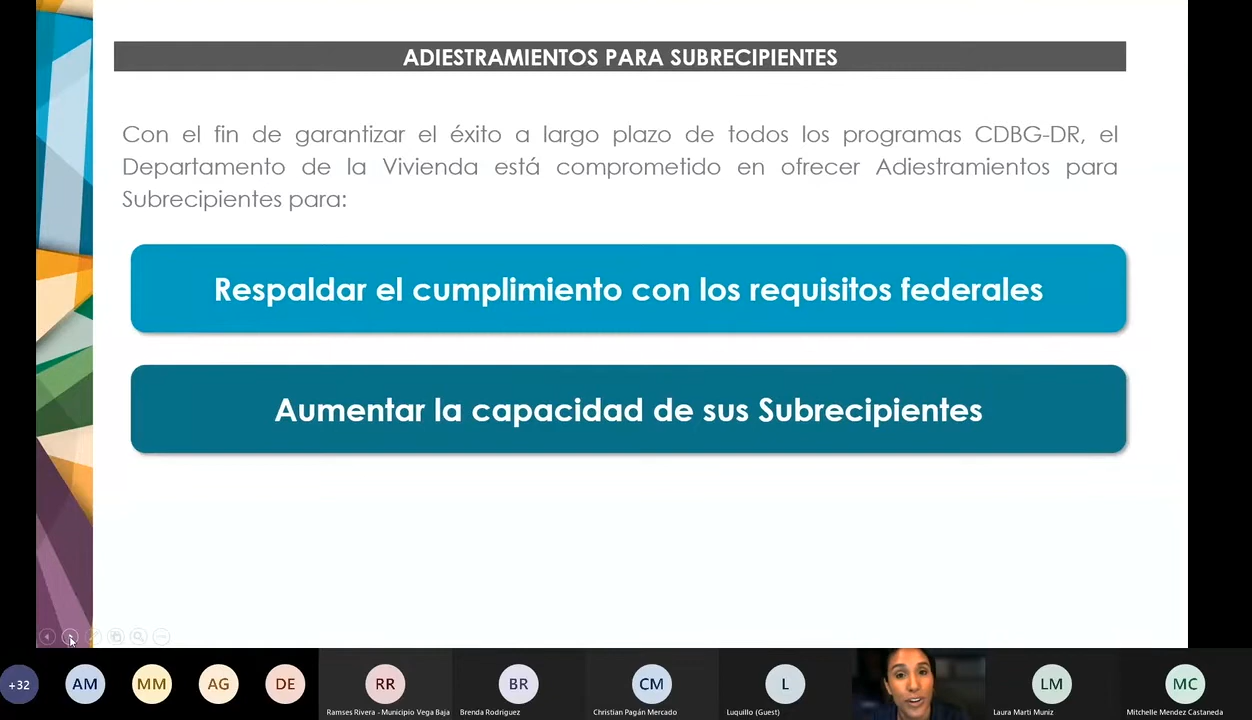 ADIESTRAMIENTOS PARA SUBRECIPIENTES
Con el fin de garantizar el éxito a largo plazo de todos los programas CDBG-DR, el
Departamento de la Vivienda está comprometido en ofrecer Adiestramientos para
Subrecipientes para:
Respaldar el cumplimiento con los requisitos federales
Aumentar la capacidad de sus Subrecipientes
+32
AM
MM
AG
DE
RR
BR
CM
L
LM
MC
Ramses Rivera - Municipio Vega Baja
Brenda Rodriguez
Christian Pagán Mercado
Luquillo (Guest)
Laura Marti Muniz
Mitchelle Mendez Castaneda